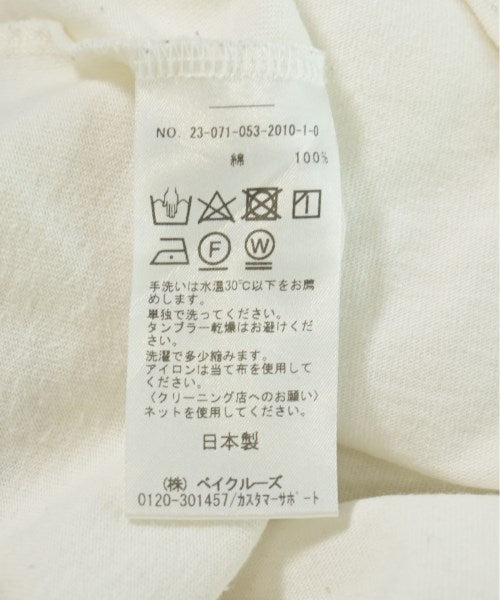 NO. 23-071-053-2010-1-0
綿 100%
F W
手洗いは水温30℃以下をお薦
めします。
単独で洗ってください。
タンブラー乾燥はお避けくだ
さい。
洗濯で多少縮みます。
アイロンは当て布を使用して
ください。
〈クリーニング店へのお願い〉
ネットを使用してください。
日本製
(株) ベイクルーズ
0120-301457/カスタマーサポート